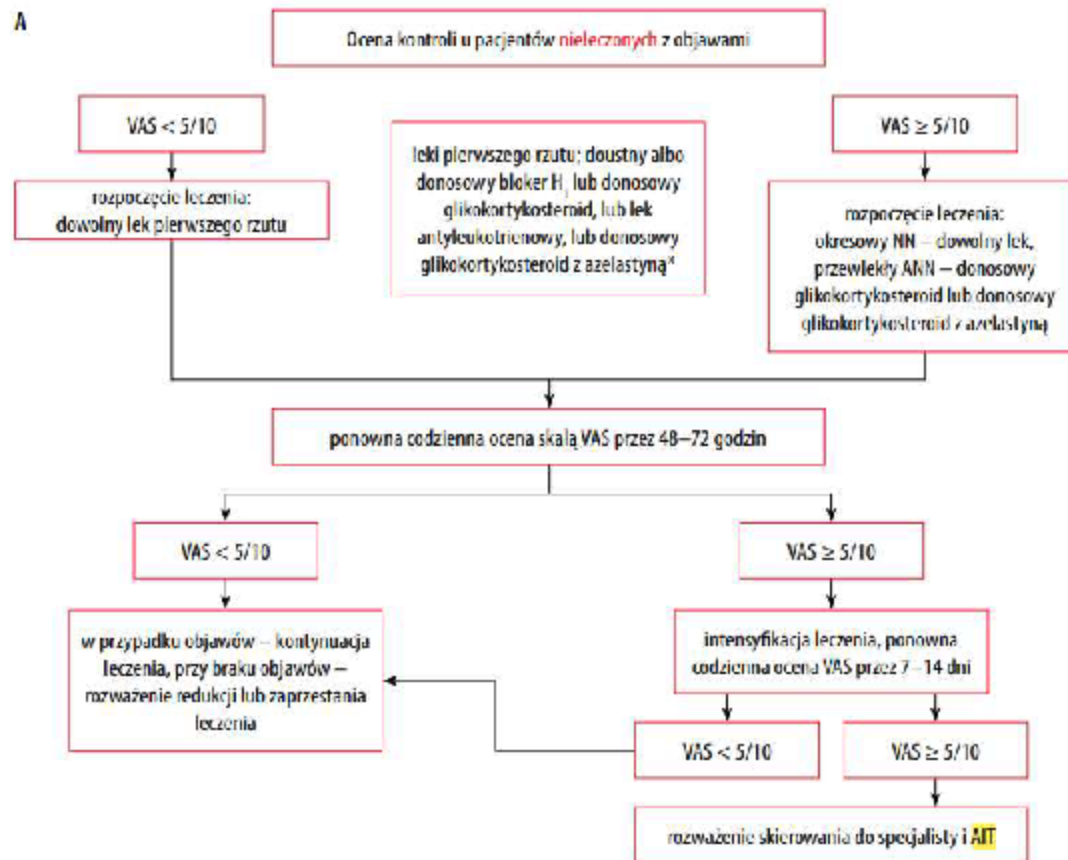 A
Ocena kontroli u pacjentów nieleczonych z objawami
VAS < 5/10
VAS ≥ 5/10
leki pierwszego rzutu: doustny albo
donosowy bloker H₁ lub donosowy
glikokortykosteroid, lub lek
antyleukotrienowy, lub donosowy
glikokortykosteroid z azelastyną*
rozpoczęcie leczenia:
dowolny lek pierwszego rzutu
rozpoczęcie leczenia:
okresowy NN – dowolny lek,
przewlekły ANN – donosowy
glikokortykosteroid lub donosowy
glikokortykosteroid z azelastyną
ponowna codzienna ocena skalą VAS przez 48–72 godzin
VAS < 5/10
VAS ≥ 5/10
w przypadku objawów – kontynuacja
leczenia, przy braku objawów –
rozważenie redukcji lub zaprzestania
leczenia
intensyfikacja leczenia, ponowna
codzienna ocena VAS przez 7–14 dni
VAS < 5/10
VAS ≥ 5/10
rozważenie skierowania do specjalisty i AIT